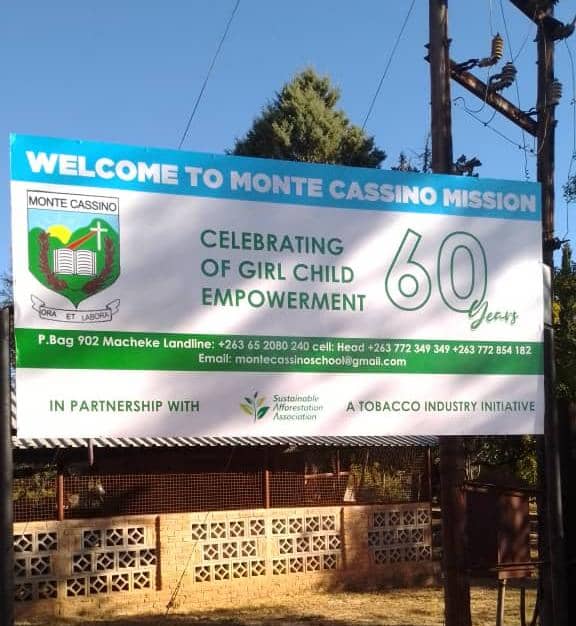 WELCOME TO MONTE CASSINO MISSION
MONTE CASSINO
ORA ET LABORA
CELEBRATING
OF GIRL CHILD
EMPOWERMENT
60
Years
P.Bag 902 Macheke Landline: +263 65 2080 240 cell: Head +263 772 349 349 +263 772 854 182
Email: montecassinoschool@gmail.com
IN PARTNERSHIP WITH
Sustainable
Afforestation
Association
A TOBACCO INDUSTRY INITIATIVE